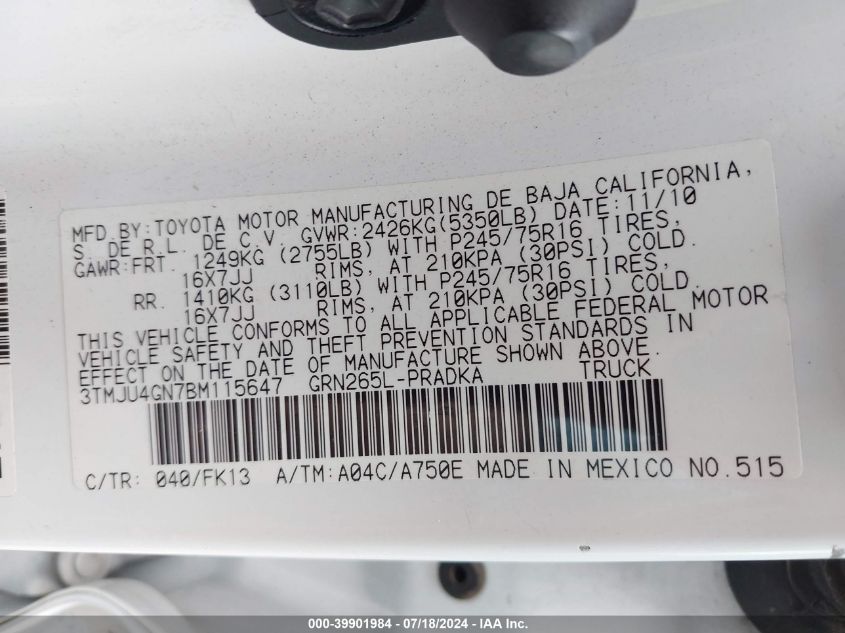 MFD.BY:TOYOTA MOTOR MANUFACTURING DE BAJA CALIFORNIA,
S. DE R.L. DE C.V. GVWR:2426KG(5350LB) DATE:11/10
GAWR:FRT. 1249KG (2755LB) WITH P245/75R16 TIRES,
16X7JJ RIMS, AT 210KPA (30PSI) COLD.
RR. 1410KG (3110LB) WITH P245/75R16 TIRES,
16X7JJ RIMS, AT 210KPA (30PSI) COLD.
THIS VEHICLE CONFORMS TO ALL APPLICABLE FEDERAL MOTOR
VEHICLE SAFETY AND THEFT PREVENTION STANDARDS IN
EFFECT ON THE DATE OF MANUFACTURE SHOWN ABOVE.
3TMJU4GN7BM115647 GRN265L-PRADKA TRUCK
C/TR: 040/FK13 A/TM:A04C/A750E MADE IN MEXICO NO.515
000-39901984 - 07/18/2024 - IAA Inc.